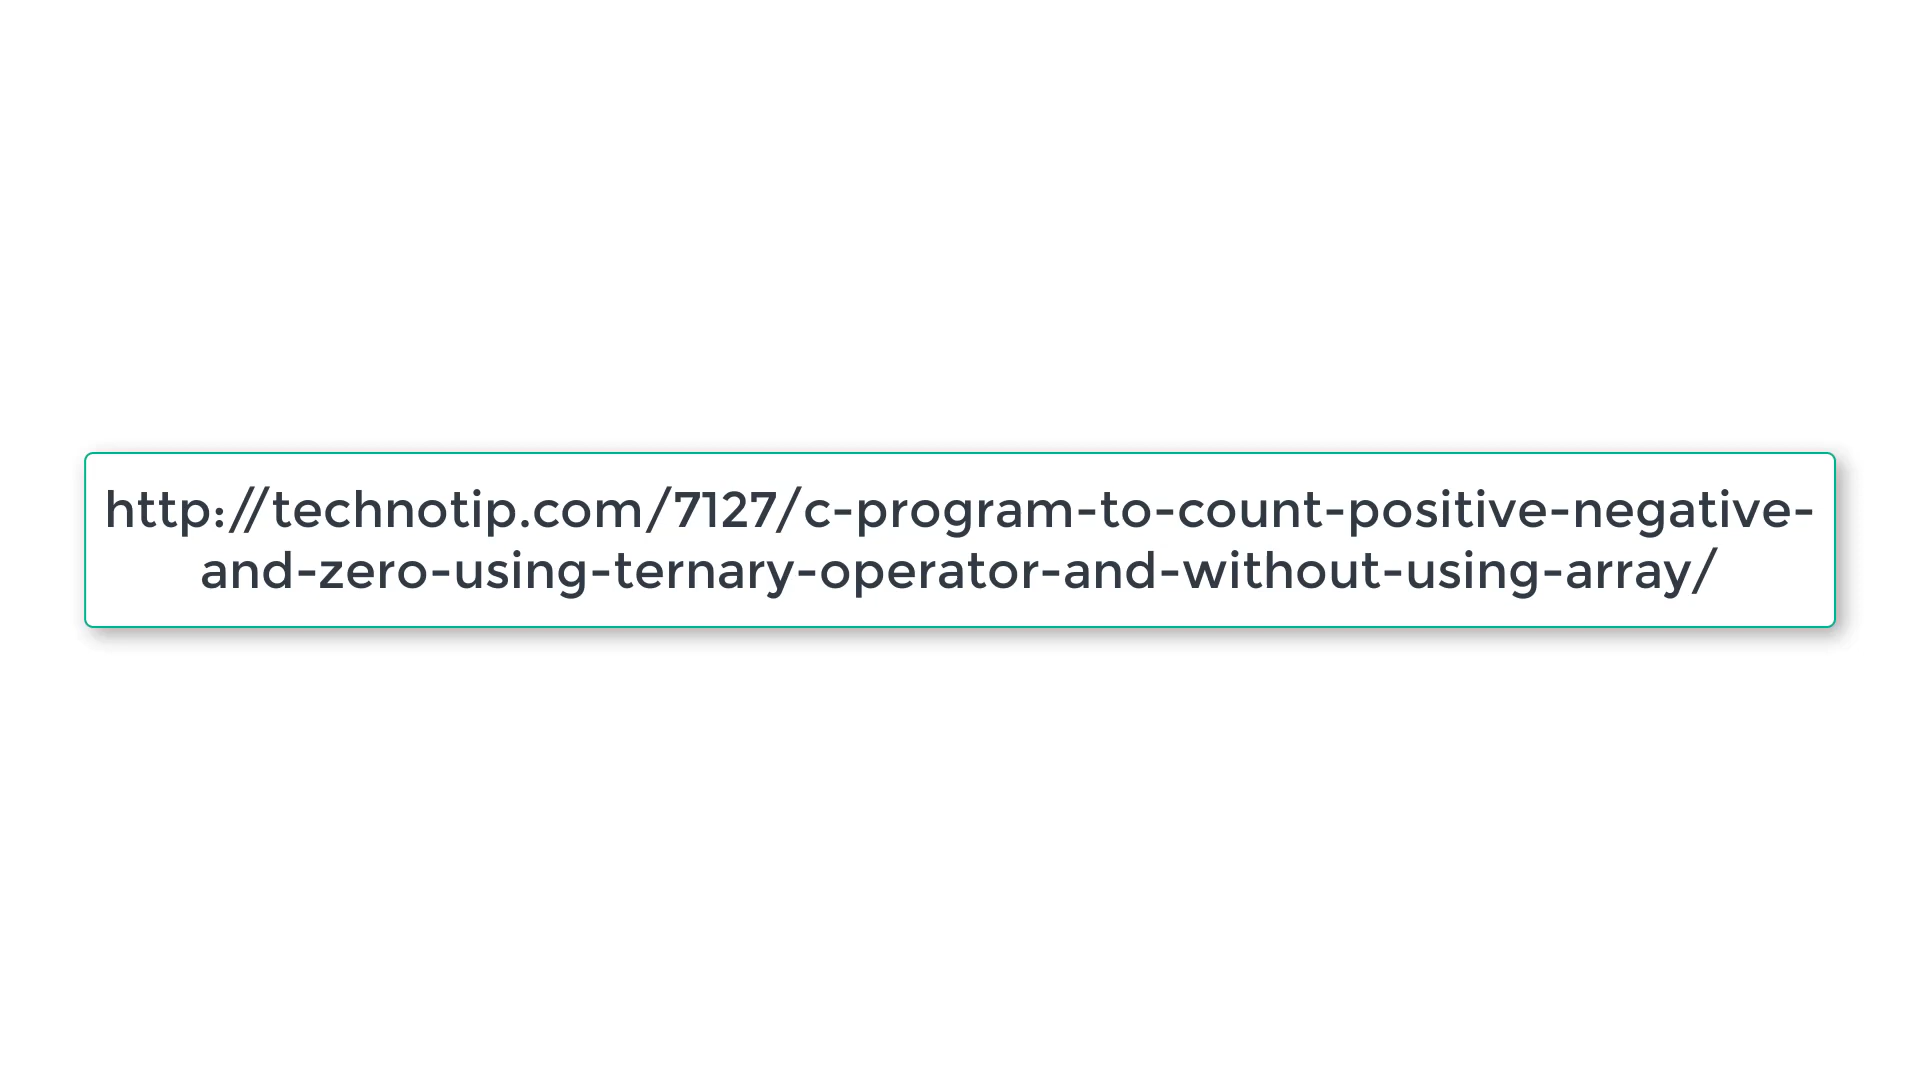 http://technotip.com/7127/c-program-to-count-positive-negative-
and-zero-using-ternary-operator-and-without-using-array/